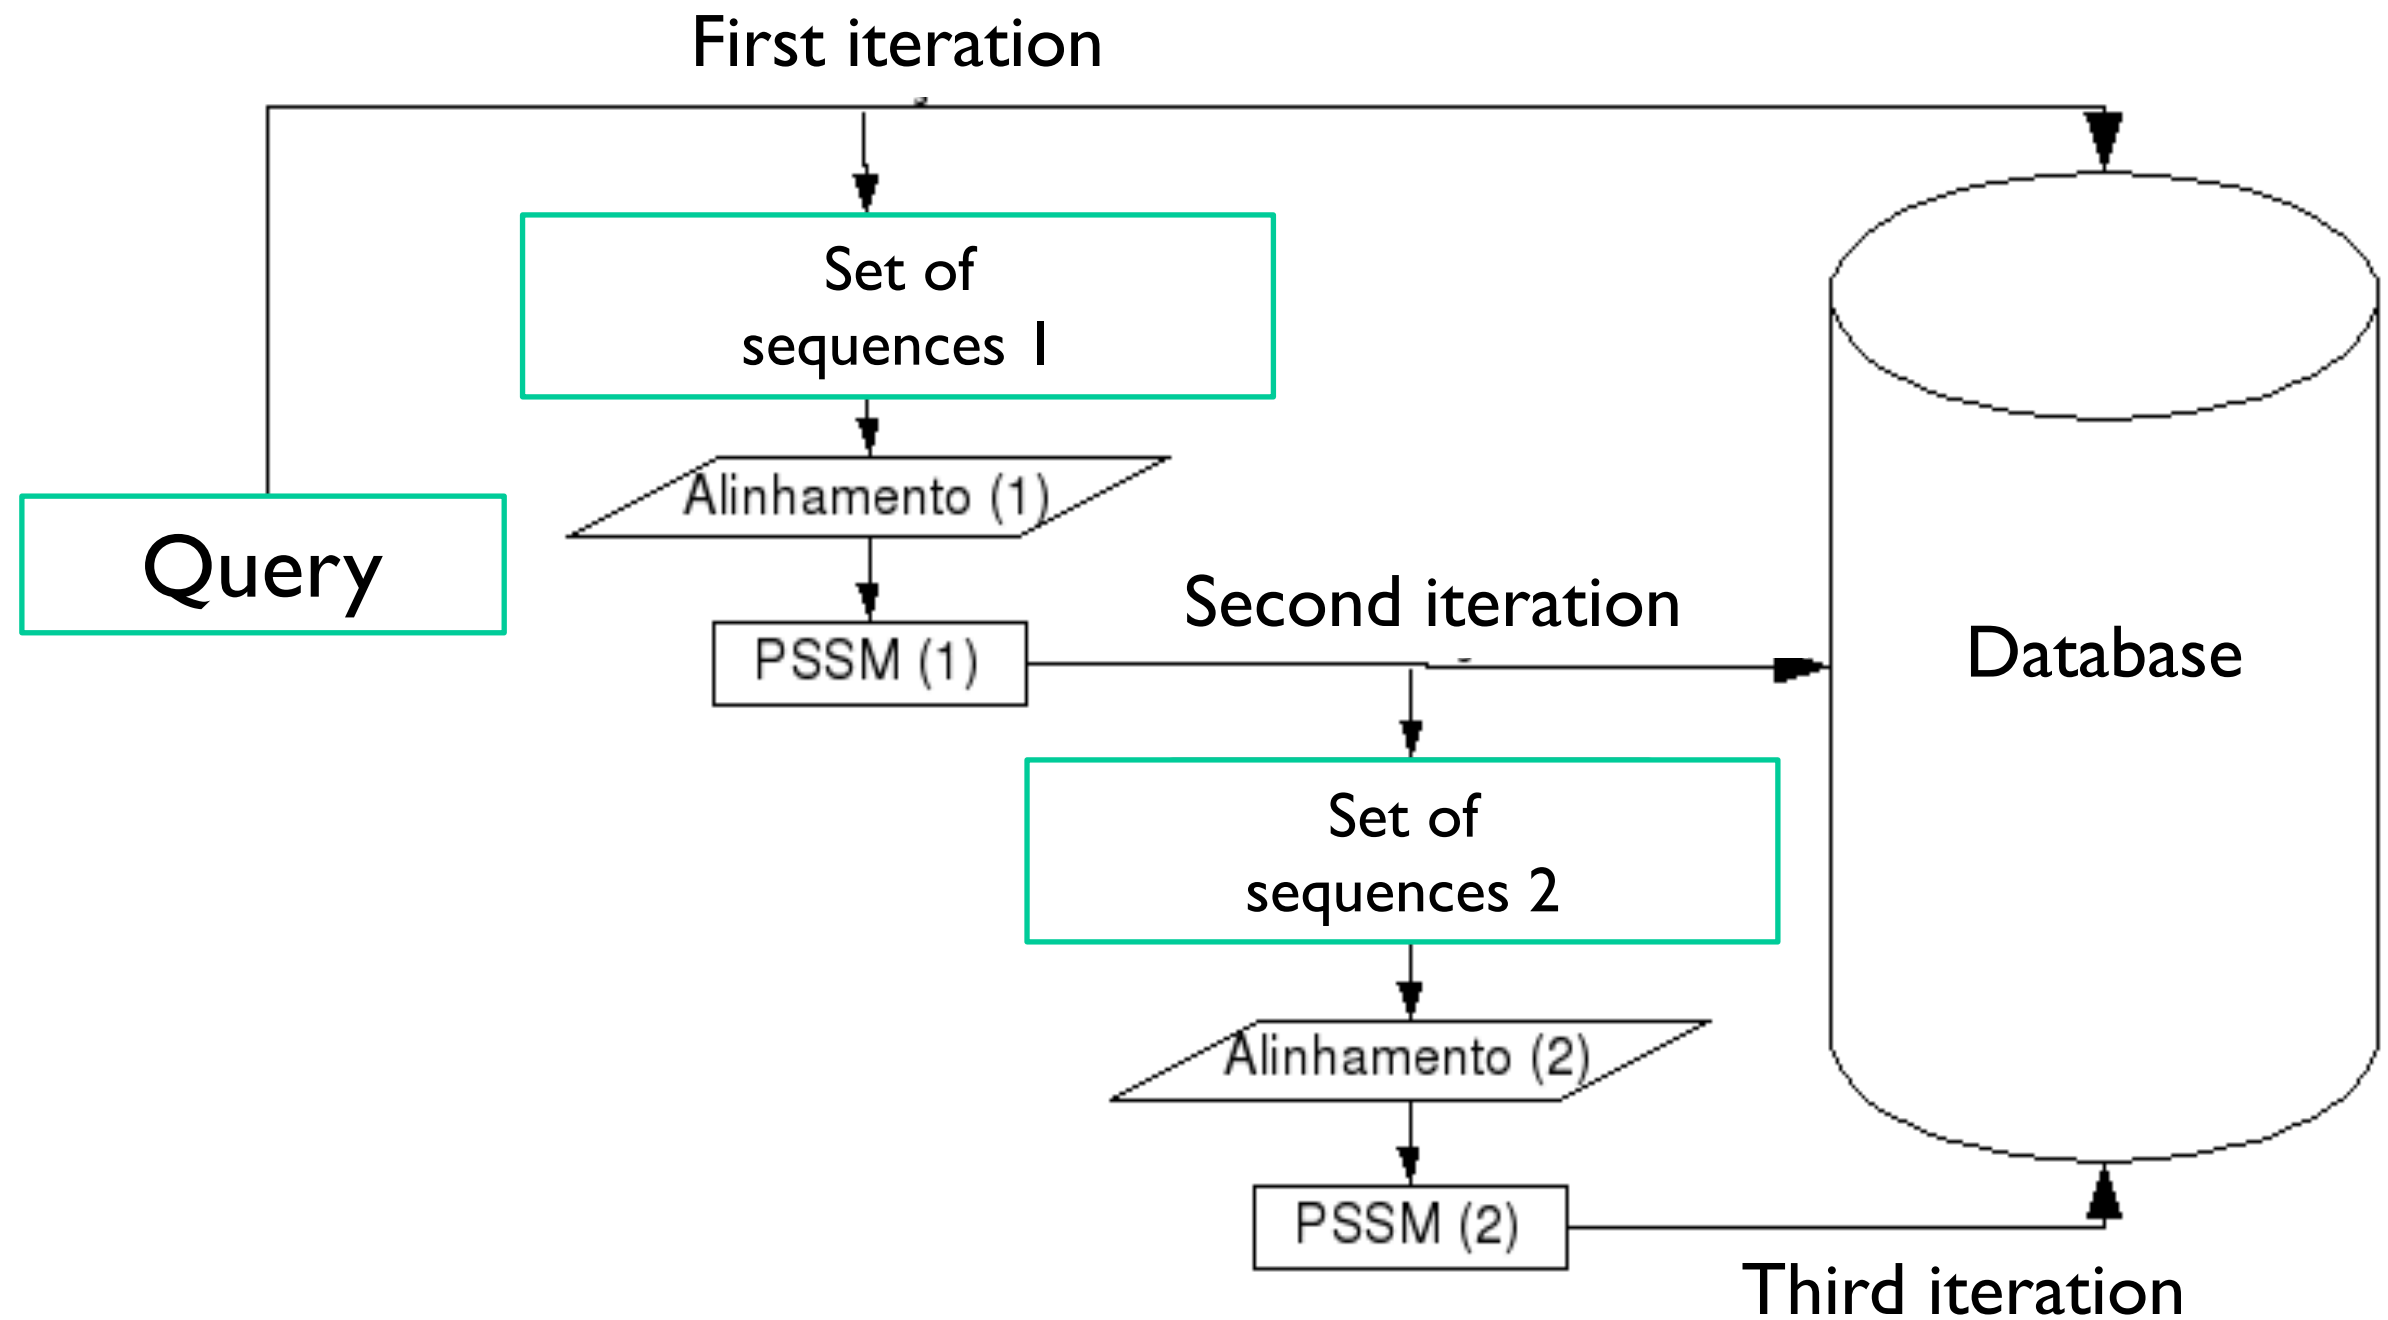 First iteration
Set of
sequences 1
Alinhamento (1)
Query
PSSM (1)
Second iteration
Database
Set of
sequences 2
Alinhamento (2)
PSSM (2)
Third iteration